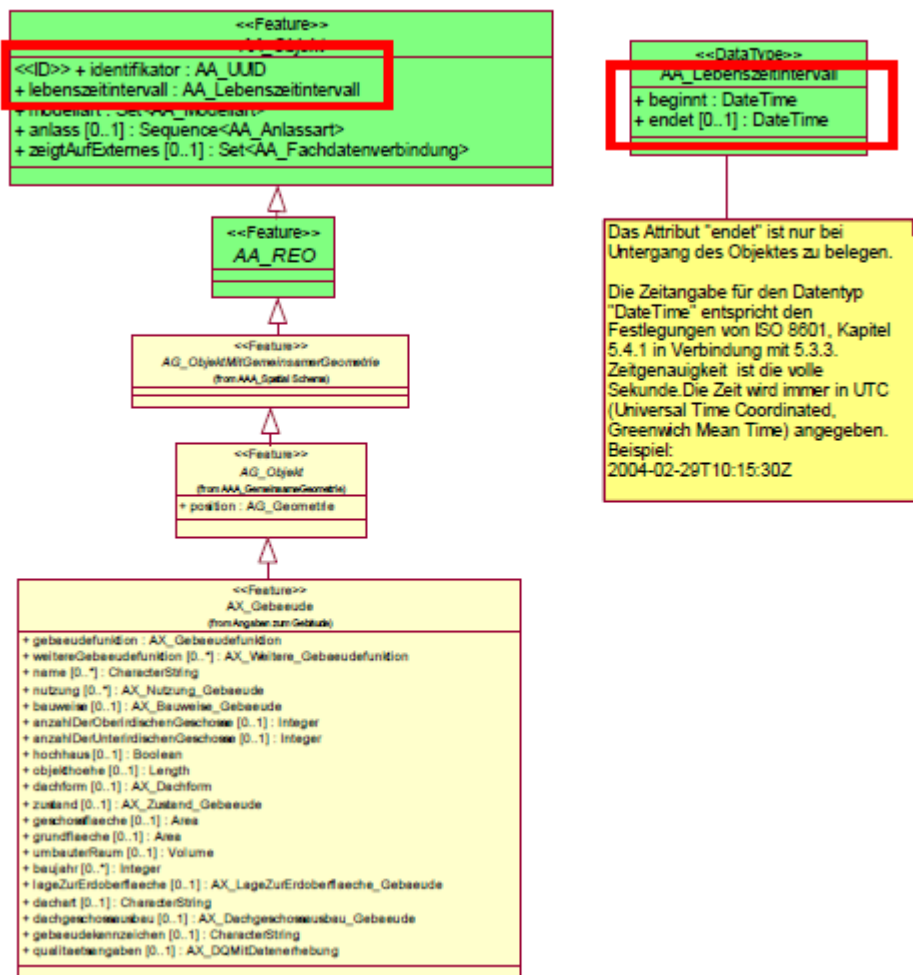 <<Feature>>
AA_Objekt
<<ID>> + identifikator : AA_UUID
+ lebenszeitintervall : AA_Lebenszeitintervall
+ modellart : Set<AA_Modellart>
+ anlass [0..1] : Sequence<AA_Anlassart>
+ zeigtAufExternes [0..1] : Set<AA_Fachdatenverbindung>
<<Feature>>
AA_REO
<<Feature>>
AG_ObjektMitGemeinsamerGeometrie
(from AAA_Spatial Schema)
<<Feature>>
AG_Objekt
(from AAA_GemeinsameGeometrie)
+ position : AG_Geometrie
<<Feature>>
AX_Gebaeude
(from Angaben zum Gebäude)
+ gebaeudefunktion : AX_Gebaeudefunktion
+ weitereGebaeudefunktion [0..*] : AX_Weitere_Gebaeudefunktion
+ name [0..*] : CharacterString
+ nutzung [0..*] : AX_Nutzung_Gebaeude
+ bauweise [0..1] : AX_Bauweise_Gebaeude
+ anzahlDerOberirdischenGeschosse [0..1] : Integer
+ anzahlDerUnterirdischenGeschosse [0..1] : Integer
+ hochhaus [0..1] : Boolean
+ objekthoehe [0..1] : Length
+ dachform [0..1] : AX_Dachform
+ zustand [0..1] : AX_Zustand_Gebaeude
+ geschossflaeche [0..1] : Area
+ grundflaeche [0..1] : Area
+ umbauterRaum [0..1] : Volume
+ baujahr [0..*] : Integer
+ lageZurErdoberflaeche [0..1] : AX_LageZurErdoberflaeche_Gebaeude
+ dachart [0..1] : CharacterString
+ dachgeschossausbau [0..1] : AX_Dachgeschossausbau_Gebaeude
+ gebaeudekennzeichen [0..1] : CharacterString
+ qualitaetsangaben [0..1] : AX_DQMitDatenerhebung
<<DataType>>
AA_Lebenszeitintervall
+ beginnt : DateTime
+ endet [0..1] : DateTime
Das Attribut "endet" ist nur bei
Untergang des Objektes zu belegen.
Die Zeitangabe für den Datentyp
"DateTime" entspricht den
Festlegungen von ISO 8601, Kapitel
5.4.1 in Verbindung mit 5.3.3.
Zeitgenauigkeit ist die volle
Sekunde.Die Zeit wird immer in UTC
(Universal Time Coordinated,
Greenwich Mean Time) angegeben.
Beispiel:
2004-02-29T10:15:30Z